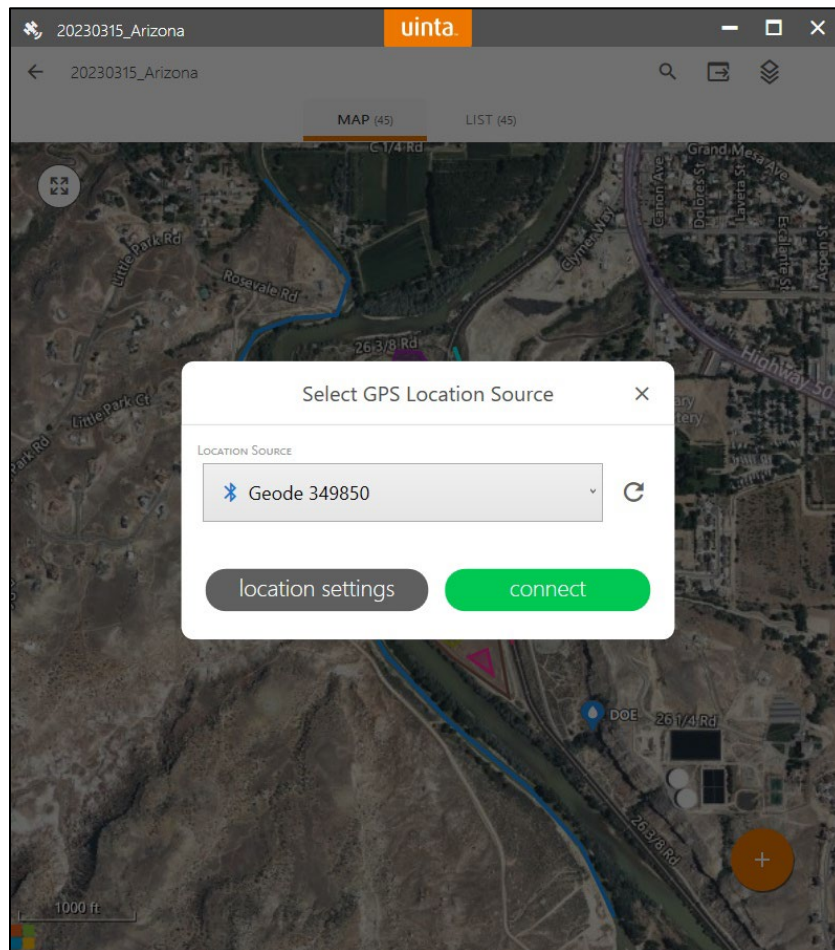 20230315_Arizona
uinta
20230315_Arizona
MAP (45)
LIST (45)
C 1/4 Rd
Grand Mesa Ave
Canon Ave
Dolores St
Laveta St
Escalante St
Aspen St
Little Park Rd
Rosevale Rd
Clymer Way
26 3/8 Rd
Highway 50
Little Park Ct
Select GPS Location Source
LOCATION SOURCE
Geode 349850
location settings
connect
DOE
26 1/4 Rd
26 3/8 Rd
1000 ft